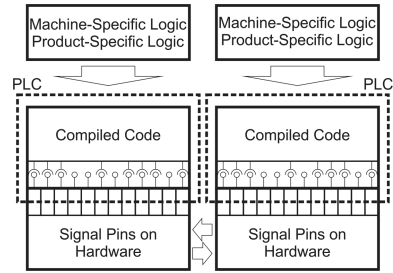 Machine-Specific Logic
Product-Specific Logic
Machine-Specific Logic
Product-Specific Logic
PLC
PLC
Compiled Code
Compiled Code
Signal Pins on
Hardware
Signal Pins on
Hardware